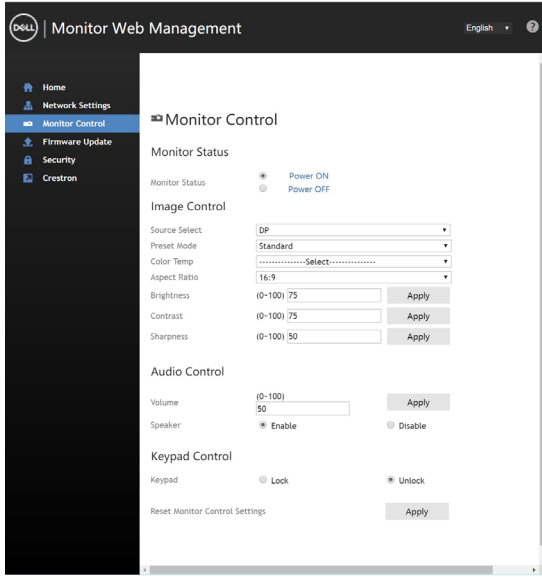 DELL | Monitor Web Management English ?
Home
Network Settings
Monitor Control
Firmware Update
Security
Crestron
Monitor Control
Monitor Status
Monitor Status Power ON
Power OFF
Image Control
Source Select DP
Preset Mode Standard
Color Temp ---------------Select---------------
Aspect Ratio 16:9
Brightness (0~100) 75 Apply
Contrast (0~100) 75 Apply
Sharpness (0~100) 50 Apply
Audio Control
(0~100)
Volume 50 Apply
Speaker Enable Disable
Keypad Control
Keypad Lock Unlock
Reset Monitor Control Settings Apply